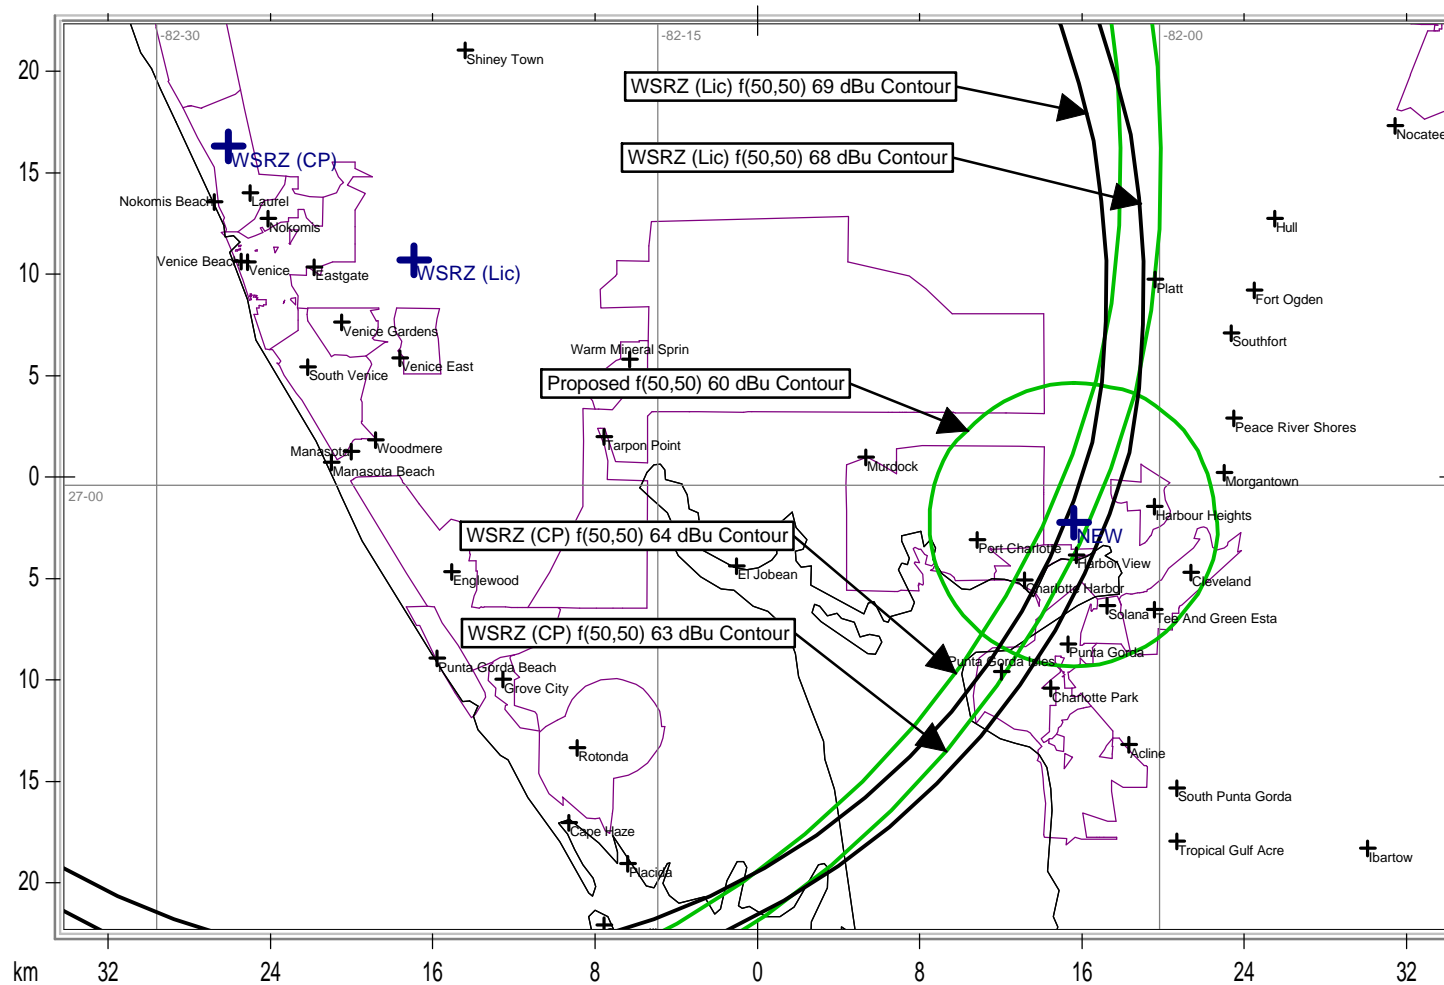 -82-30
-82-15
-82-00
20
Shiney Town
WSRZ (Lic) f(50,50) 69 dBu Contour
Nocatee
15
WSRZ (CP)
WSRZ (Lic) f(50,50) 68 dBu Contour
Nokomis Beach
Laurel
Nokomis
Hull
10
Venice Beach
Venice
Eastgate
WSRZ (Lic)
Platt
Fort Ogden
Venice Gardens
Southfort
5
South Venice
Venice East
Warm Mineral Sprin
Proposed f(50,50) 60 dBu Contour
Peace River Shores
Manasota
Woodmere
Tarpon Point
0
Manasota Beach
Murdock
Morgantown
27-00
Harbour Heights
WSRZ (CP) f(50,50) 64 dBu Contour
NEW
Port Charlotte
Harbor View
5
Englewood
El Jobean
Charlotte Harbor
Cleveland
Solana
Tee And Green Esta
WSRZ (CP) f(50,50) 63 dBu Contour
Punta Gorda
10
Punta Gorda Beach
Punta Gorda Isles
Grove City
Charlotte Park
Rotonda
Acline
15
South Punta Gorda
Cape Haze
Tropical Gulf Acre
Ibartow
20
Placida
km
32
24
16
8
0
8
16
24
32